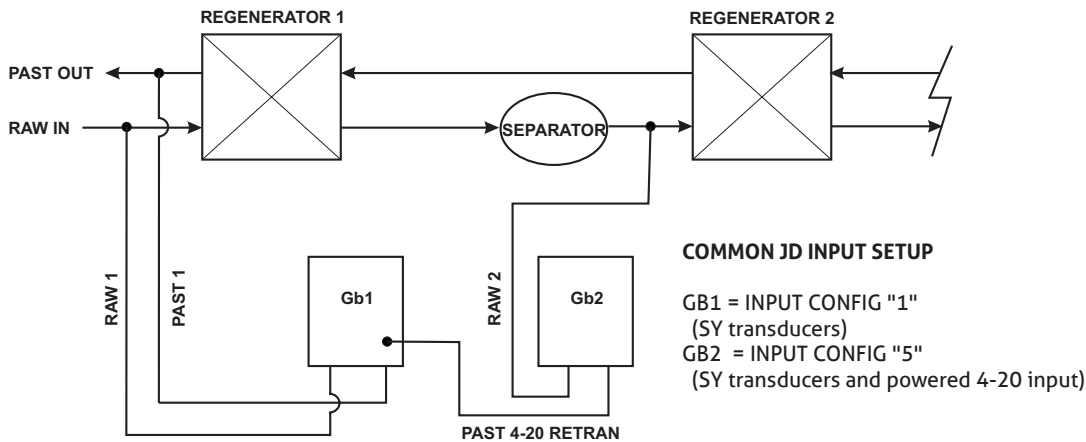 REGENERATOR 1
REGENERATOR 2
PAST OUT
RAW IN
SEPARATOR
RAW 1
PAST 1
Gb1
RAW 2
Gb2
PAST 4-20 RETRAN
COMMON JD INPUT SETUP
GB1 = INPUT CONFIG "1"
(SY transducers)
GB2 = INPUT CONFIG "5"
(SY transducers and powered 4-20 input)